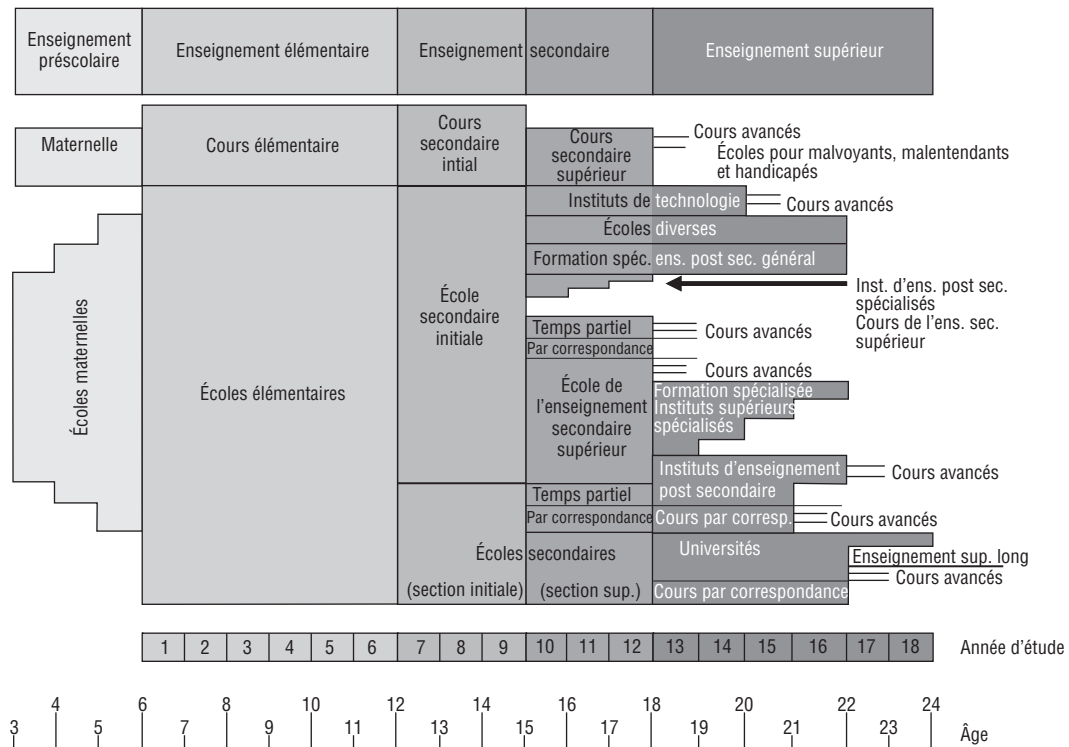 Enseignement
préscolaire
Enseignement élémentaire
Enseignement secondaire
Enseignement supérieur
Maternelle
Cours élémentaire
Cours
secondaire
intial
Cours
secondaire
supérieur
Cours avancés
Écoles pour malvoyants, malentendants
et handicapés
Instituts de technologie
Cours avancés
Écoles diverses
Formation spéc. ens. post sec. général
Inst. d'ens. post sec.
spécialisés
Cours de l'ens. sec.
supérieur
École
secondaire
initiale
Temps partiel
Cours avancés
Par correspondance
Cours avancés
Écoles maternelles
Écoles élémentaires
École de
l'enseignement
secondaire
supérieur
Formation spécialisée
Instituts supérieurs
spécialisés
Instituts d'enseignement
post secondaire
Cours avancés
Temps partiel
Par correspondance
Cours par corresp.
Cours avancés
Écoles secondaires
(section initiale)
(section sup.)
Universités
Enseignement sup. long
Cours avancés
Cours par correspondance
1 2 3 4 5 6 7 8 9 10 11 12 13 14 15 16 17 18 Année d'étude
4 6 8 10 12 14 16 18 20 22 24
3 5 7 9 11 13 15 17 19 21 23 Âge